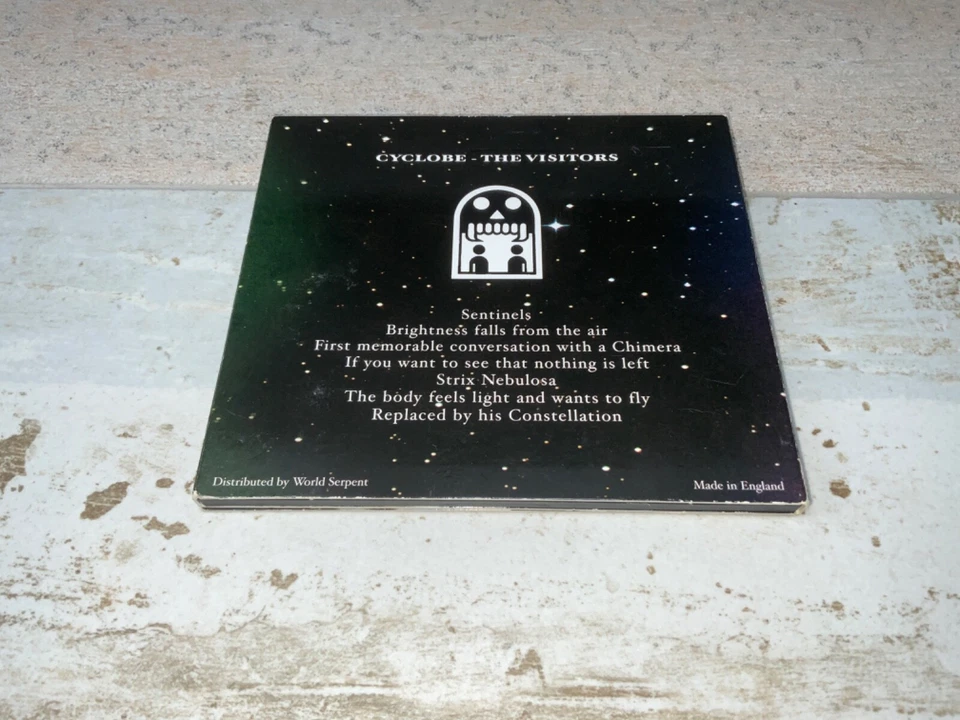 CYCLOBE - THE VISITORS
Sentinels
Brightness falls from the air
First memorable conversation with a Chimera
If you want to see that nothing is left
Strix Nebulosa
The body feels light and wants to fly
Replaced by his Constellation
Distributed by World Serpent
Made in England